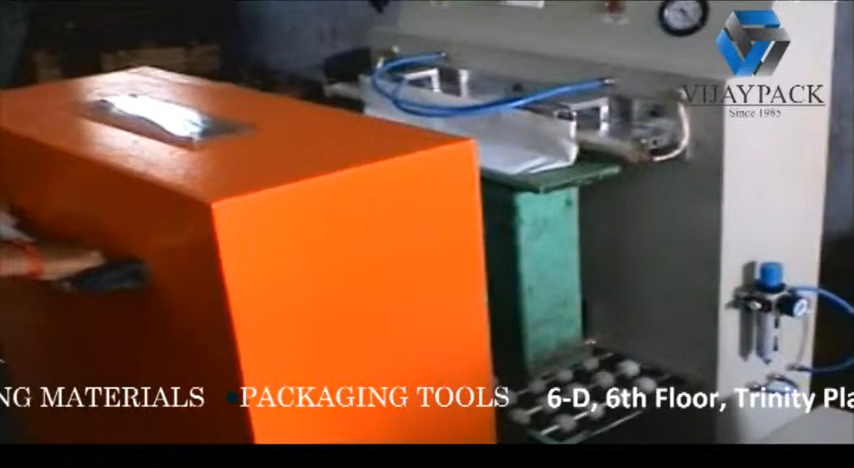 VIJAYPACK
Since 1985
NG MATERIALS PACKAGING TOOLS 6-D, 6th Floor, Trinity Pla